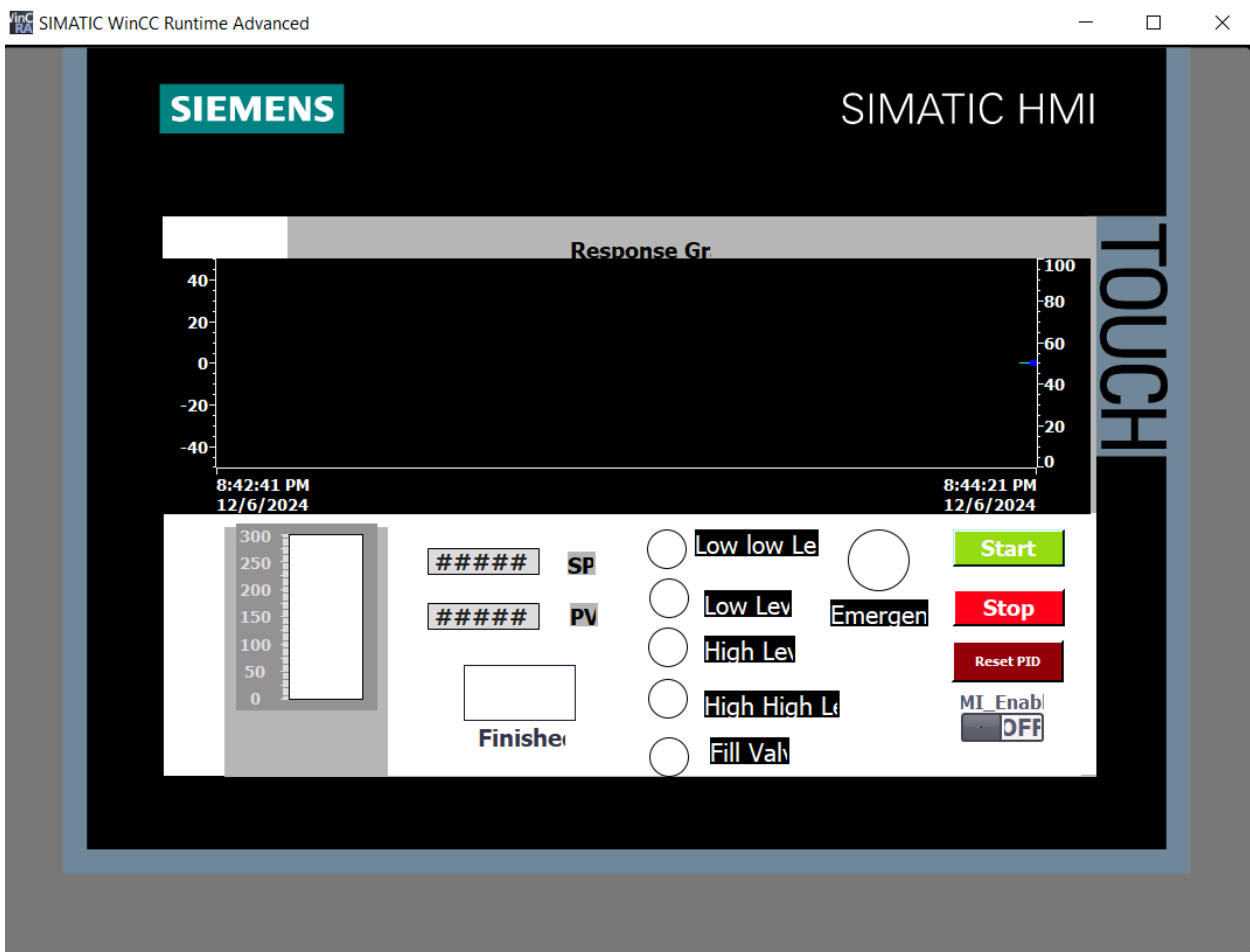 SIMATIC WinCC Runtime Advanced
SIEMENS
SIMATIC HMI
TOUCH
Response Gr
40
20
0
-20
-40
100
80
60
40
20
0
8:42:41 PM
12/6/2024
8:44:21 PM
12/6/2024
300
250
200
150
100
50
0
##### SP
##### PV
Finished
Low low Le
Low Lev
High Lev
High High Le
Fill Valv
Emergen
Start
Stop
Reset PID
MI_Enabl
OFF